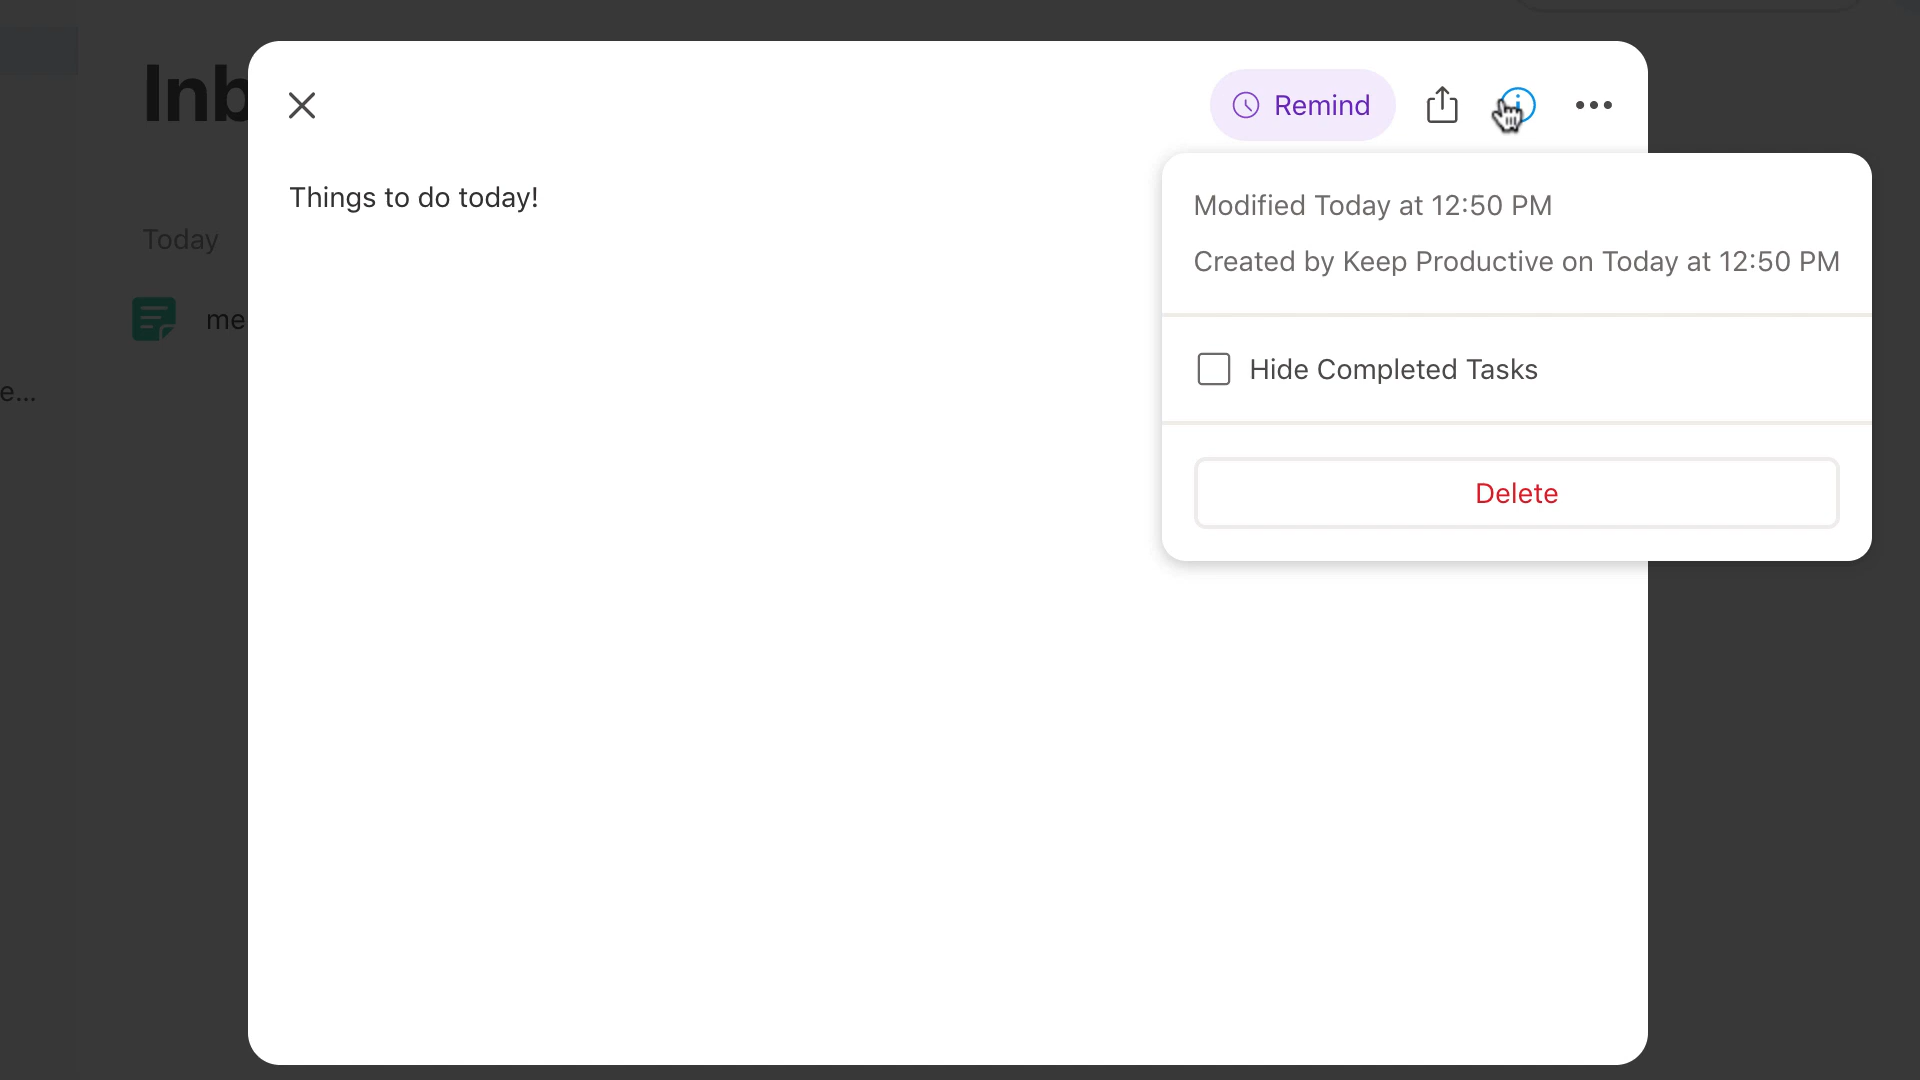 Inb
Remind
Things to do today!
Modified Today at 12:50 PM
Created by Keep Productive on Today at 12:50 PM
Today
me
Hide Completed Tasks
e...
Delete